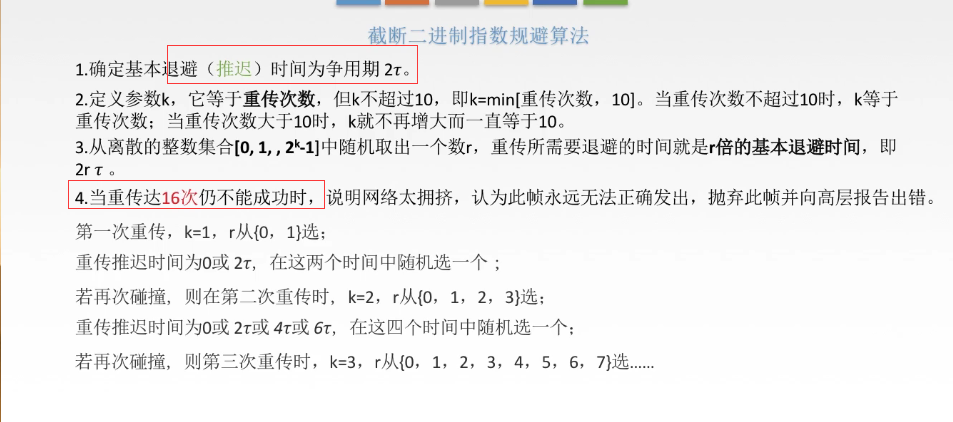 截断二进制指数规避算法
1.确定基本退避（推迟）时间为争用期 2τ。
2.定义参数k，它等于重传次数，但k不超过10，即k=min[重传次数，10]。当重传次数不超过10时，k等于
重传次数；当重传次数大于10时，k就不再增大而一直等于10。
3.从离散的整数集合[0, 1, , 2ᵏ-1]中随机取出一个数r，重传所需要退避的时间就是r倍的基本退避时间，即
2r τ 。
4.当重传达16次仍不能成功时，说明网络太拥挤，认为此帧永远无法正确发出，抛弃此帧并向高层报告出错。
第一次重传，k=1，r从{0，1}选；
重传推迟时间为0或 2τ，在这两个时间中随机选一个；
若再次碰撞，则在第二次重传时，k=2，r从{0，1，2，3}选；
重传推迟时间为0或 2τ或 4τ或 6τ，在这四个时间中随机选一个；
若再次碰撞，则第三次重传时，k=3，r从{0，1，2，3，4，5，6，7}选......